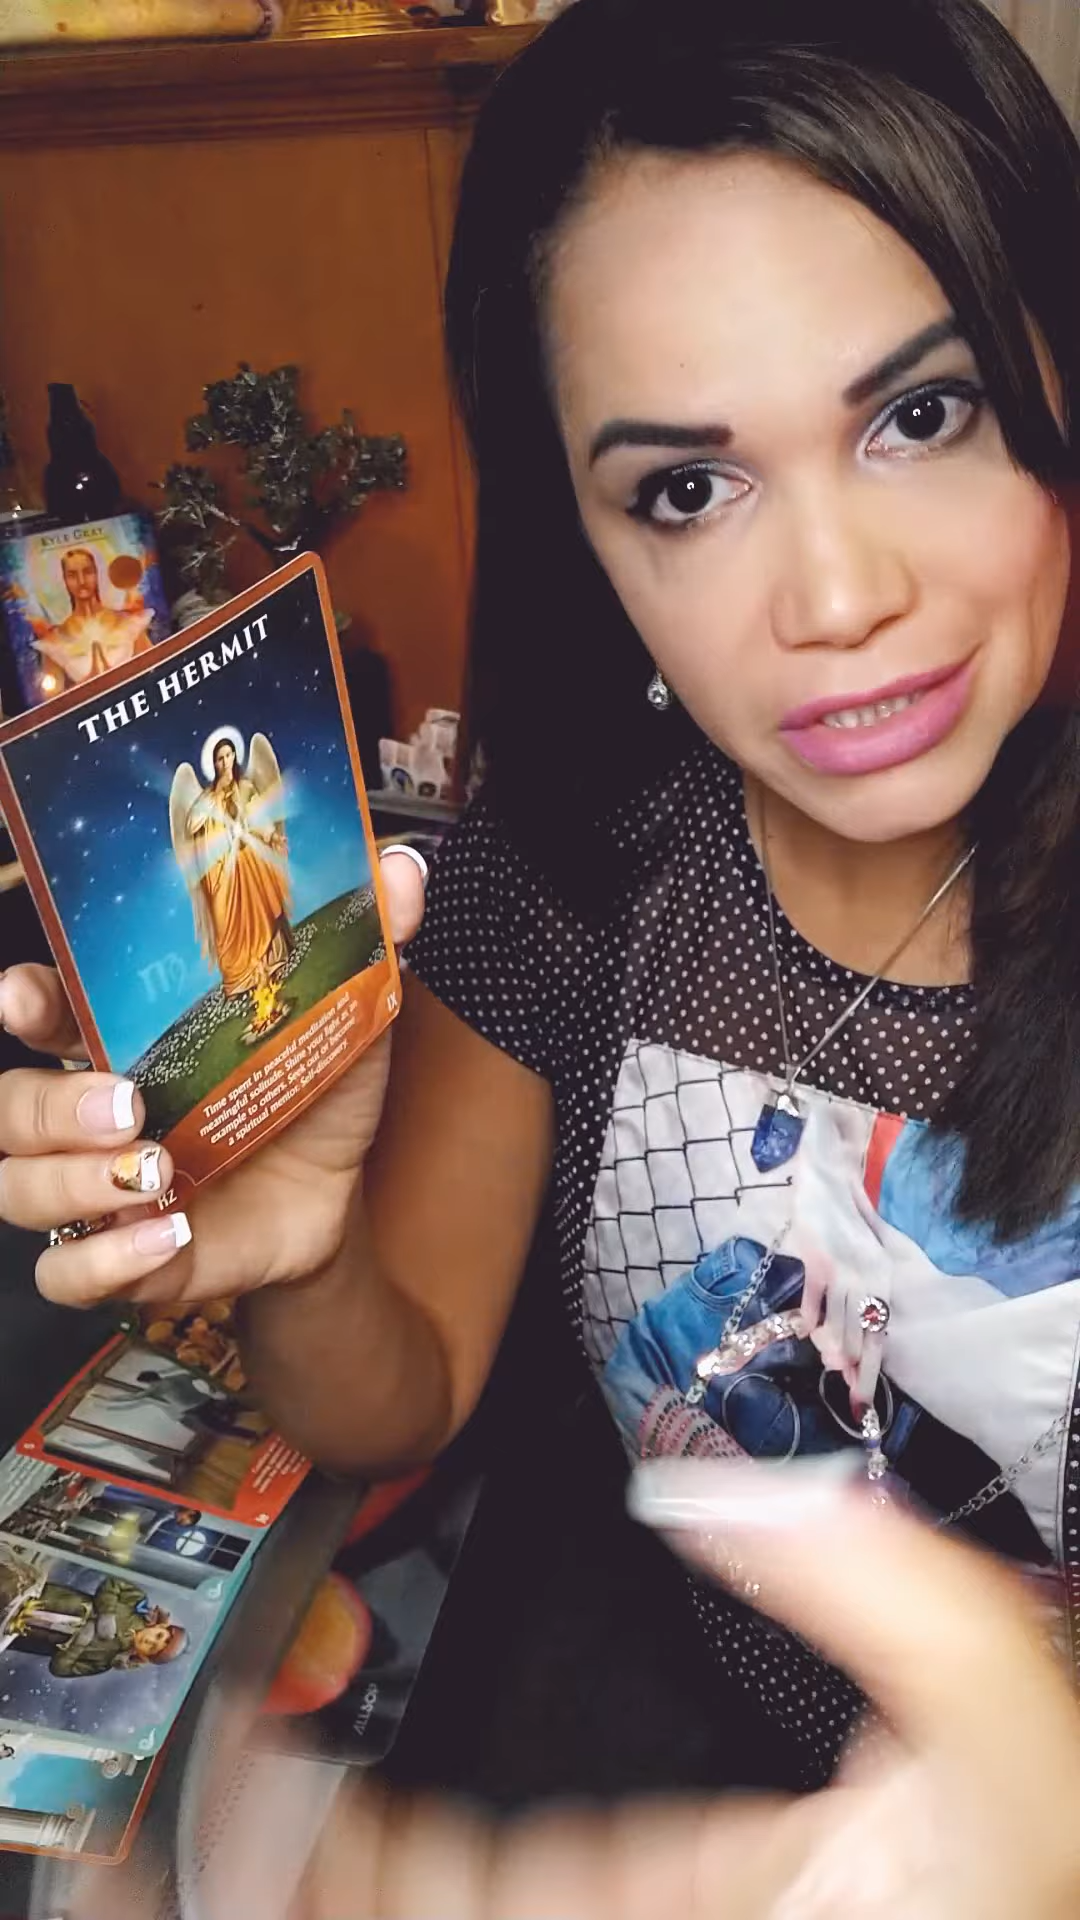 KYLE GRAY
THE HERMIT
IX
Time spent in peaceful meditation and
meaningful solitude. Shine your light as an
example to others. Seek out or become
a spiritual mentor. Self-discovery.
ALLSOP